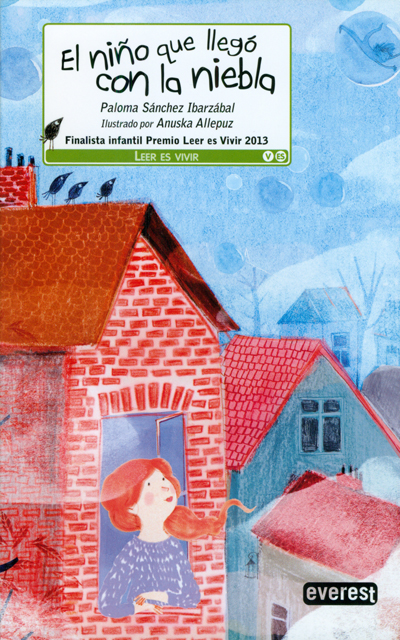 El niño que llegó
con la niebla
Paloma Sánchez Ibarzábal
Ilustrado por Anuska Allepuz
Finalista infantil Premio Leer es Vivir 2013
LEER ES VIVIR
V ES
everest